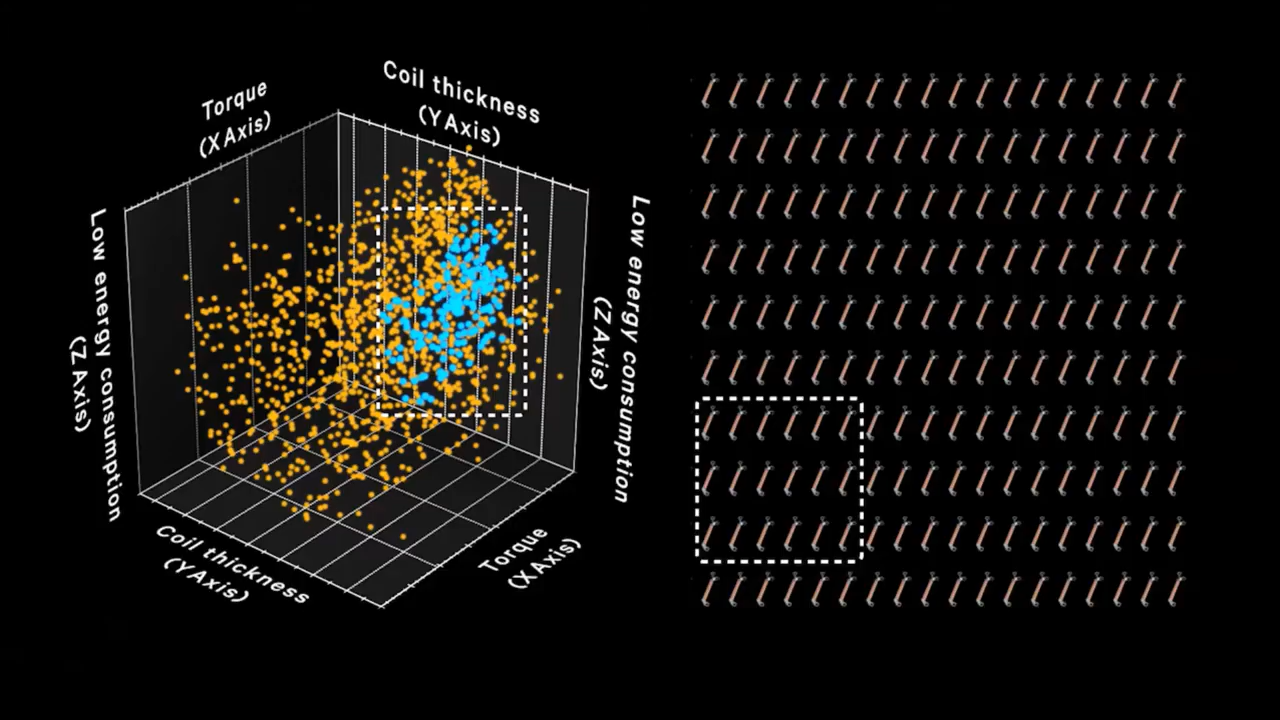 Torque
(X Axis)
Coil thickness
(Y Axis)
Low energy consumption
(Z Axis)
Low energy consumption
(Z Axis)
Coil thickness
(Y Axis)
Torque
(X Axis)